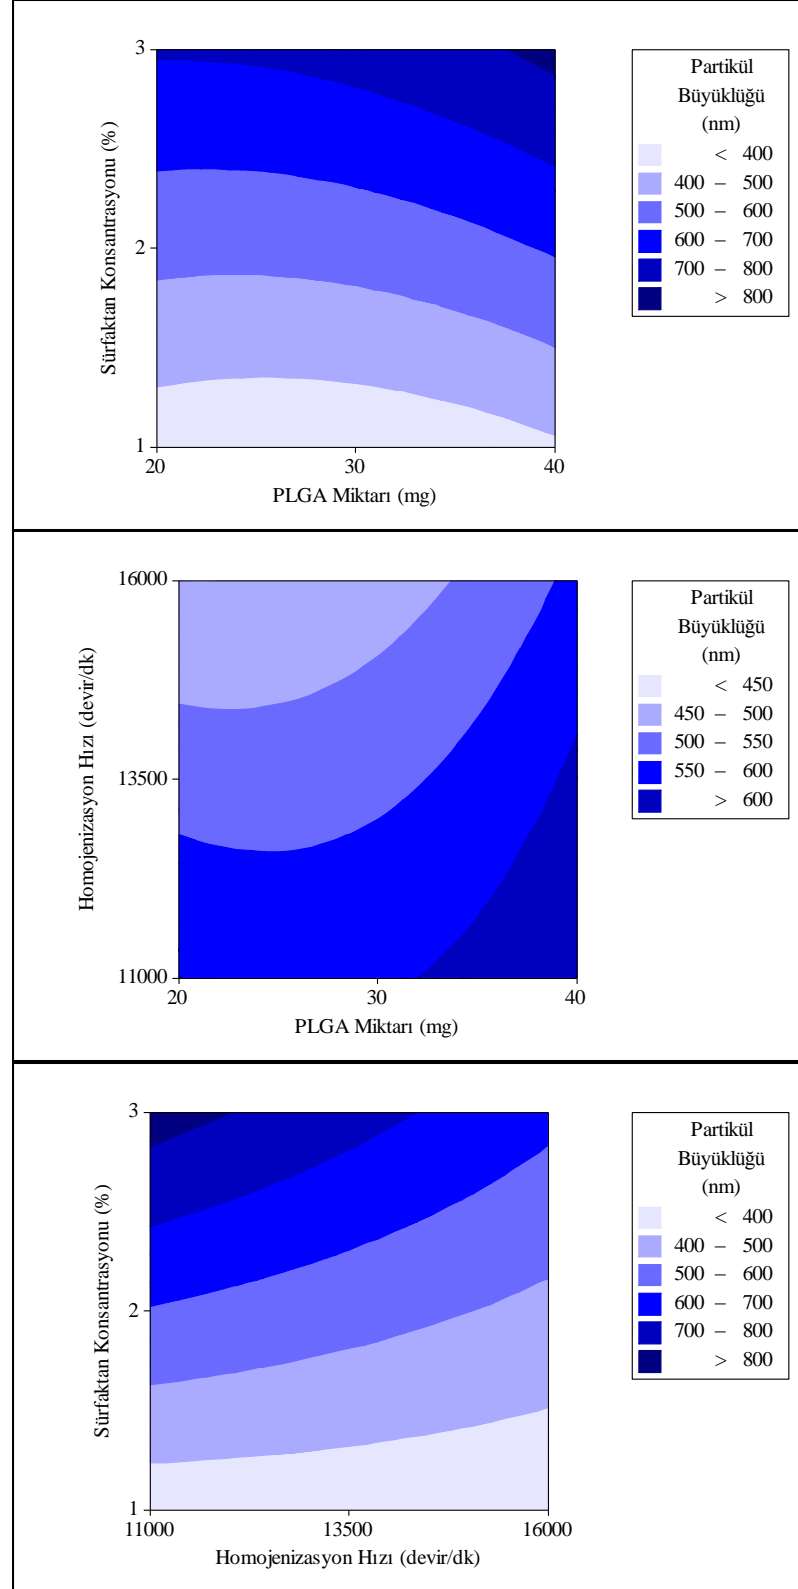 3
2
1
20
30
40
Sürfaktan Konsantrasyonu (%)
PLGA Miktarı (mg)
Partikül
Büyüklüğü
(nm)
< 400
400 – 500
500 – 600
600 – 700
700 – 800
> 800
16000
13500
11000
20
30
40
Homojenizasyon Hızı (devir/dk)
PLGA Miktarı (mg)
Partikül
Büyüklüğü
(nm)
< 450
450 – 500
500 – 550
550 – 600
> 600
3
2
1
11000
13500
16000
Sürfaktan Konsantrasyonu (%)
Homojenizasyon Hızı (devir/dk)
Partikül
Büyüklüğü
(nm)
< 400
400 – 500
500 – 600
600 – 700
700 – 800
> 800